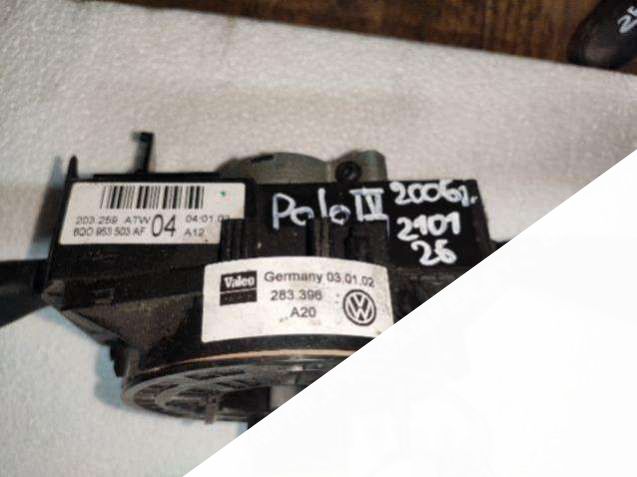 203.259 ATW 04 04.01.02
6Q0 953 503 AF A12
Polo IV 2006г.
2101
26
Valeo Germany 03.01.02
283.396
A20